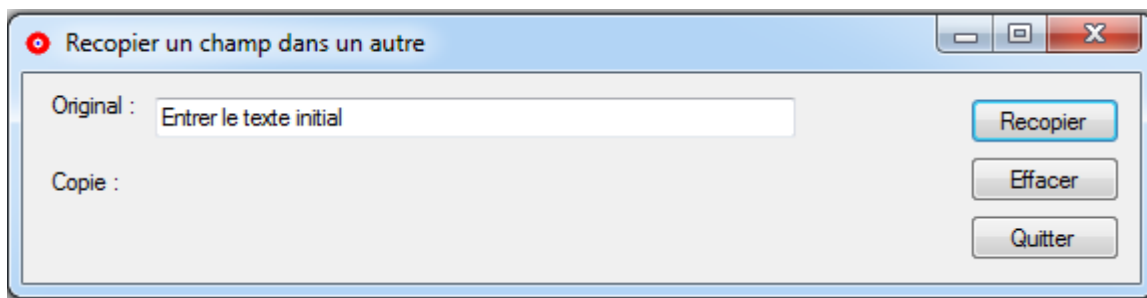 Recopier un champ dans un autre
Original :
Entrer le texte initial
Recopier
Copie :
Effacer
Quitter